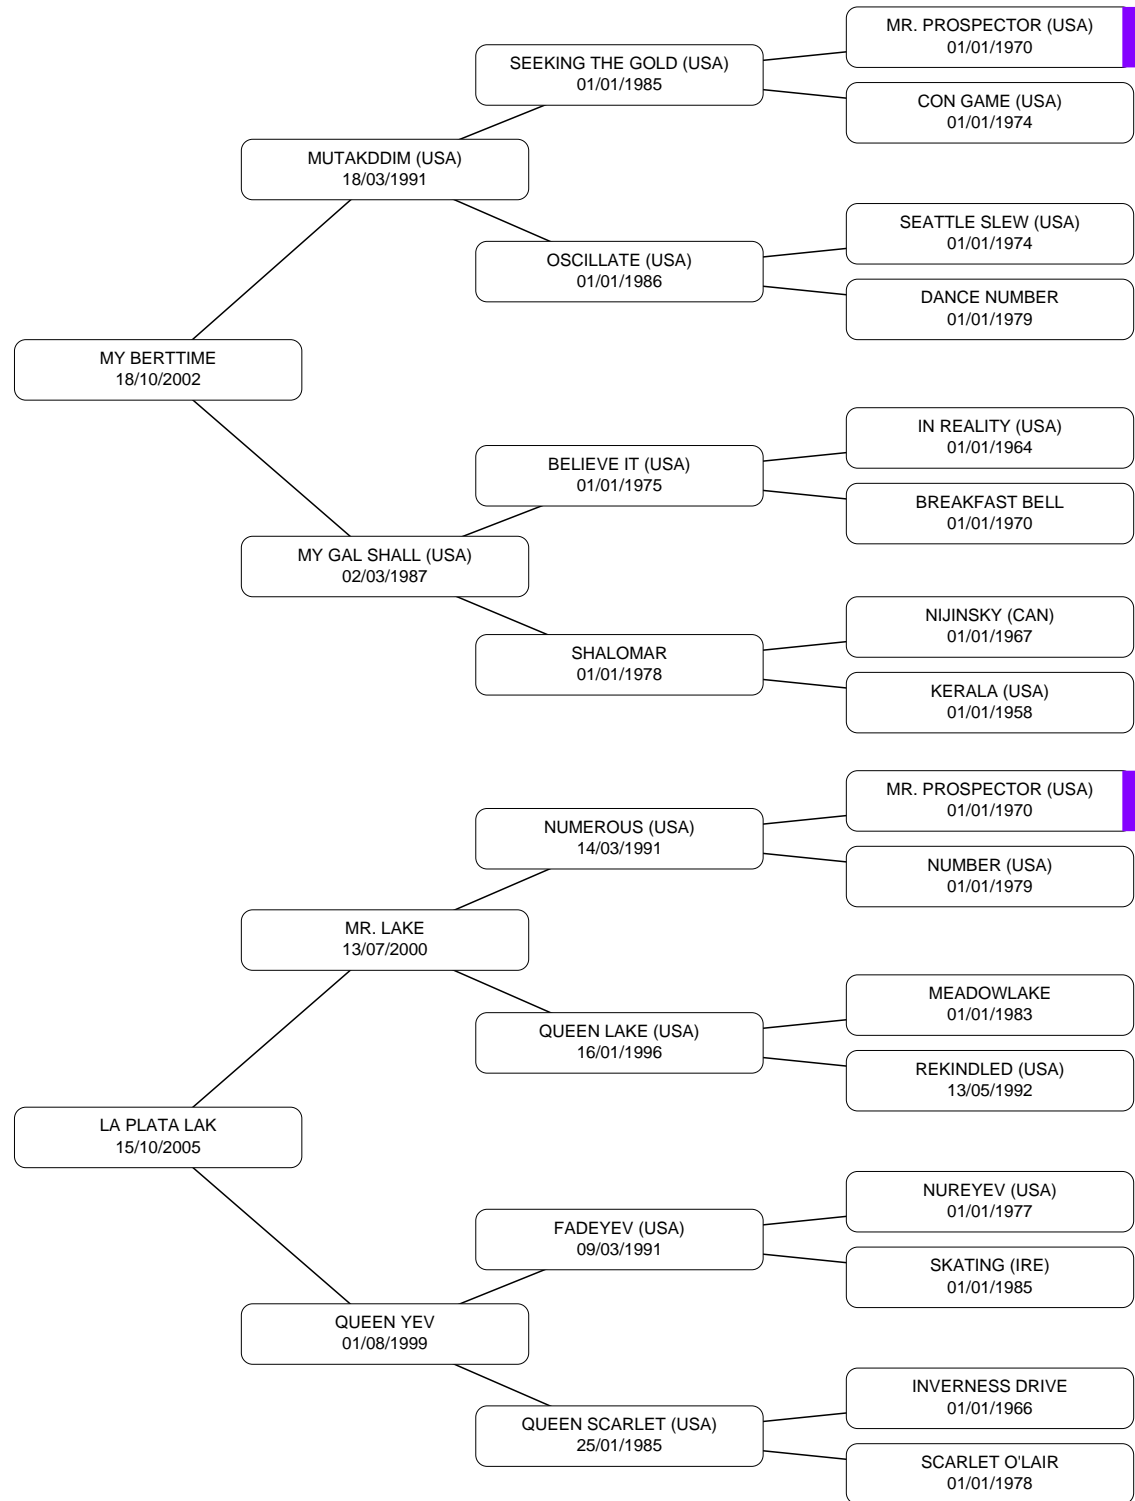 MR. PROSPECTOR (USA)
01/01/1970
SEEKING THE GOLD (USA)
01/01/1985
CON GAME (USA)
01/01/1974
MUTAKDDIM (USA)
18/03/1991
SEATTLE SLEW (USA)
01/01/1974
OSCILLATE (USA)
01/01/1986
DANCE NUMBER
01/01/1979
MY BERTTIME
18/10/2002
IN REALITY (USA)
01/01/1964
BELIEVE IT (USA)
01/01/1975
BREAKFAST BELL
01/01/1970
MY GAL SHALL (USA)
02/03/1987
NIJINSKY (CAN)
01/01/1967
SHALOMAR
01/01/1978
KERALA (USA)
01/01/1958
MR. PROSPECTOR (USA)
01/01/1970
NUMEROUS (USA)
14/03/1991
NUMBER (USA)
01/01/1979
MR. LAKE
13/07/2000
MEADOWLAKE
01/01/1983
QUEEN LAKE (USA)
16/01/1996
REKINDLED (USA)
13/05/1992
LA PLATA LAK
15/10/2005
NUREYEV (USA)
01/01/1977
FADEYEV (USA)
09/03/1991
SKATING (IRE)
01/01/1985
QUEEN YEV
01/08/1999
INVERNESS DRIVE
01/01/1966
QUEEN SCARLET (USA)
25/01/1985
SCARLET O'LAIR
01/01/1978